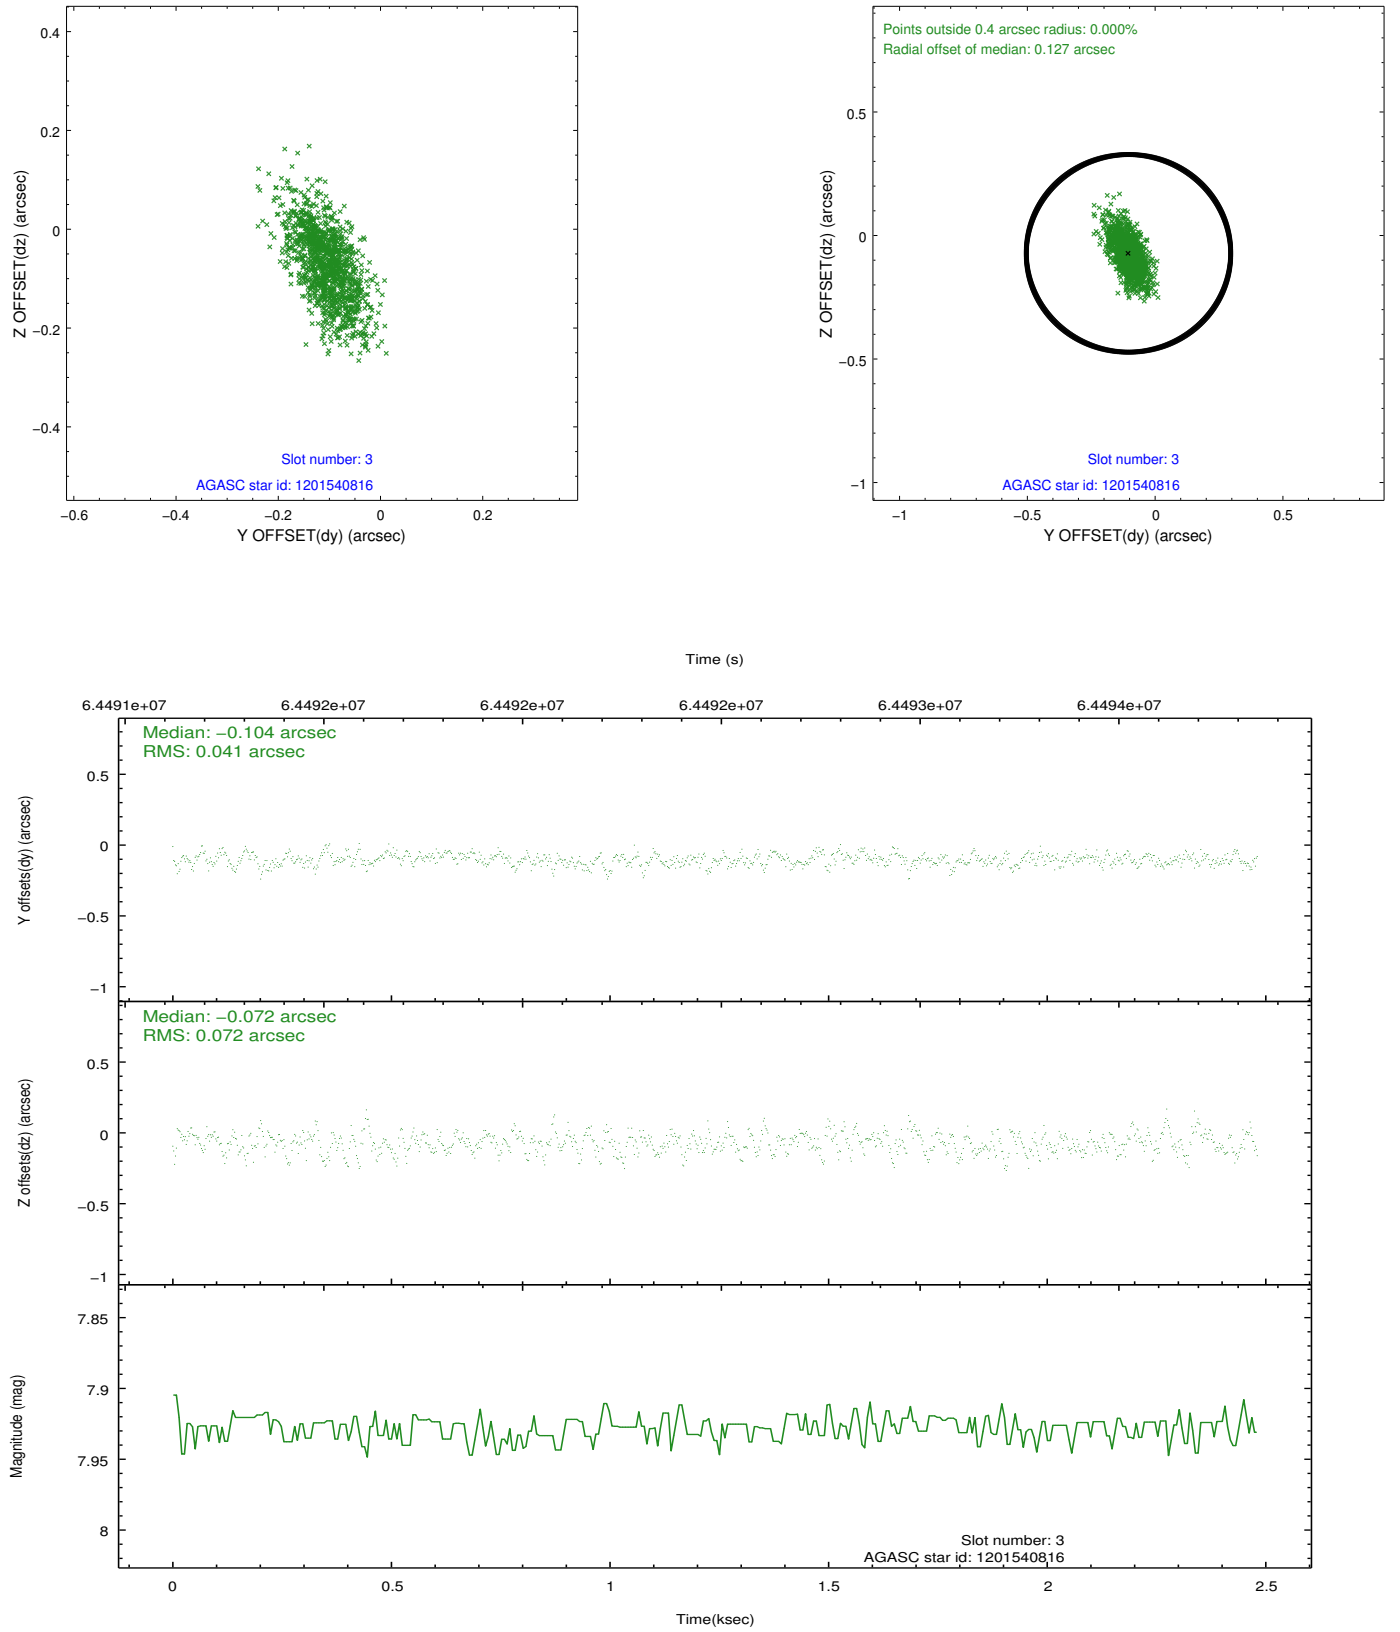 0.4
0.2
0
−0.2
−0.4
Z OFFSET(dz) (arcsec)
Slot number: 3
AGASC star id: 1201540816
−0.6 −0.4 −0.2 0 0.2
Y OFFSET(dy) (arcsec)
Points outside 0.4 arcsec radius: 0.000%
Radial offset of median: 0.127 arcsec
0.5
0
−0.5
−1
Z OFFSET(dz) (arcsec)
Slot number: 3
AGASC star id: 1201540816
−1 −0.5 0 0.5
Y OFFSET(dy) (arcsec)
Time (s)
6.4491e+07 6.4492e+07 6.4492e+07 6.4492e+07 6.4493e+07 6.4494e+07
Median: −0.104 arcsec
RMS: 0.041 arcsec
0.5
0
−0.5
−1
Y offsets(dy) (arcsec)
Median: −0.072 arcsec
RMS: 0.072 arcsec
0.5
0
−0.5
−1
Z offsets(dz) (arcsec)
7.85
7.9
7.95
8
Magnitude (mag)
Slot number: 3
AGASC star id: 1201540816
0 0.5 1 1.5 2 2.5
Time(ksec)